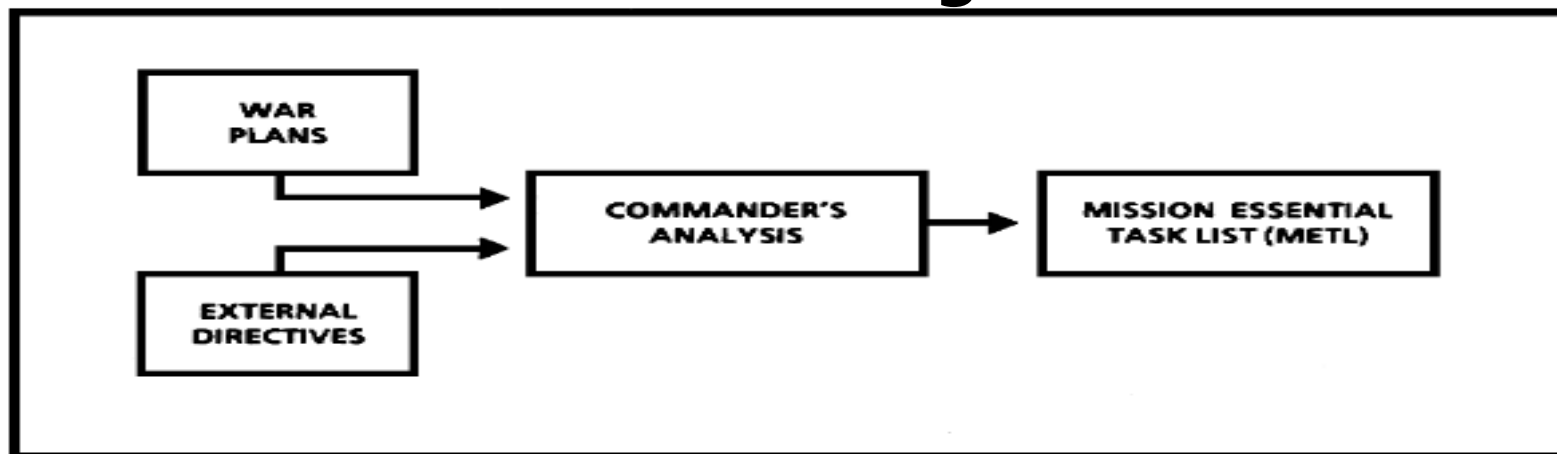 WAR
PLANS
COMMANDER'S
ANALYSIS
MISSION ESSENTIAL
TASK LIST (METL)
EXTERNAL
DIRECTIVES